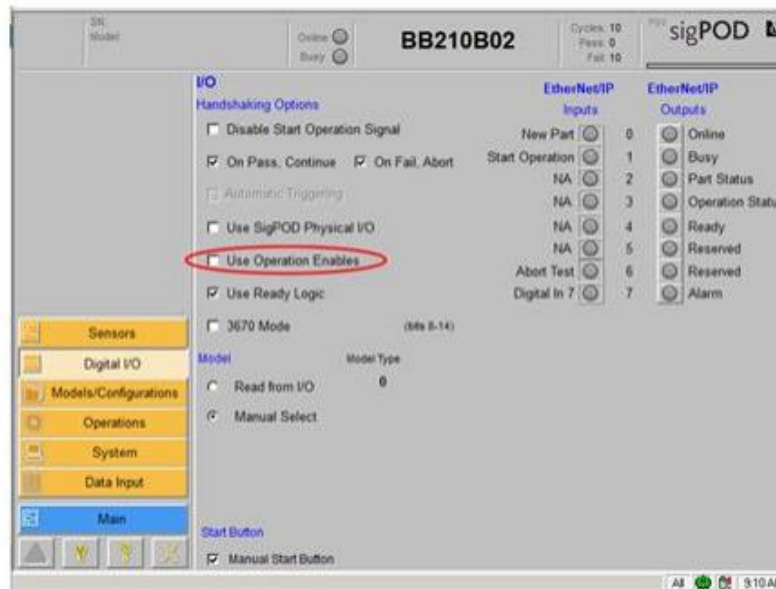 SN:
Model:
Online
Busy
BB210B02
Cycles: 10
Pass: 0
Fail: 10
sigPOD
I/O
Handshaking Options
Disable Start Operation Signal
On Pass, Continue On Fail, Abort
Automatic Triggering
Use SigPOD Physical I/O
Use Operation Enables
Use Ready Logic
3670 Mode (bits 8-14)
Model Model Type
Read from I/O 0
Manual Select
Start Button
Manual Start Button
EtherNet/IP EtherNet/IP
Inputs Outputs
New Part 0 Online
Start Operation 1 Busy
NA 2 Part Status
NA 3 Operation Statu
NA 4 Ready
NA 5 Reserved
Abort Test 6 Reserved
Digital In 7 7 Alarm
Sensors
Digital I/O
Models/Configurations
Operations
System
Data Input
Main
All 9:10 A